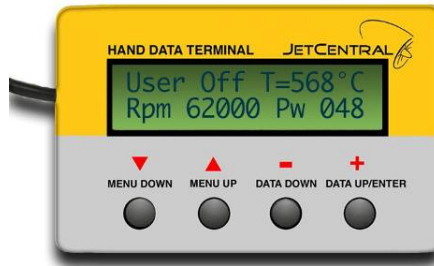 HAND DATA TERMINAL JETCENTRAL
User Off T=568°C
Rpm 62000 Pw 048
MENU DOWN MENU UP DATA DOWN DATA UP/ENTER